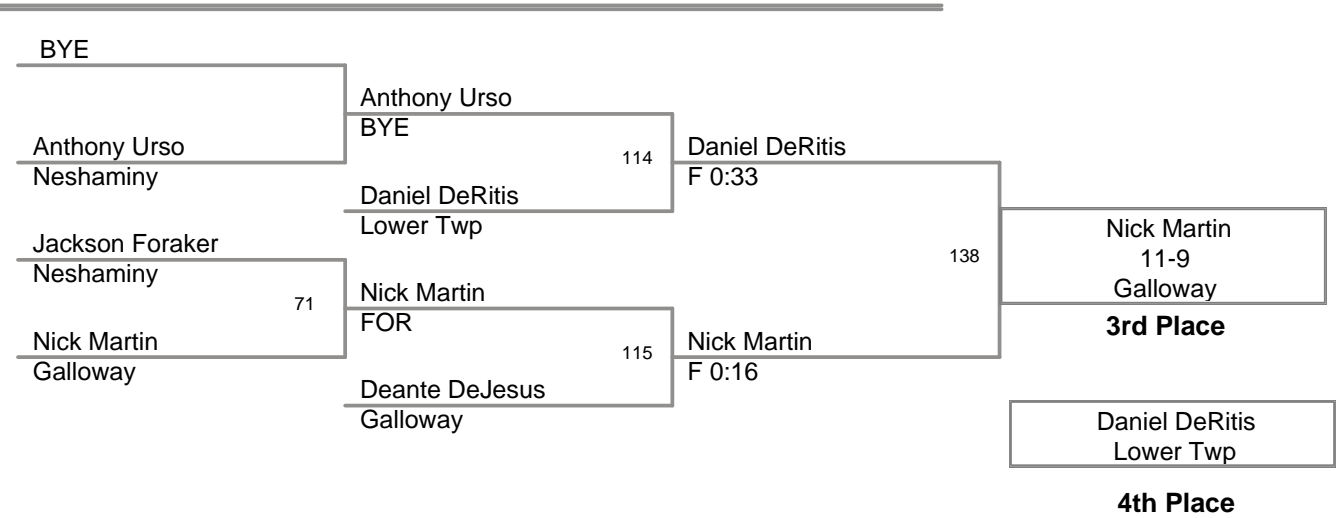 BYE
Anthony Urso
Neshaminy
Jackson Foraker
Neshaminy
71
Nick Martin
Galloway
Anthony Urso
BYE
114
Daniel DeRitis
Lower Twp
Nick Martin
FOR
115
Deante DeJesus
Galloway
Daniel DeRitis
F 0:33
138
Nick Martin
F 0:16
Nick Martin
11-9
Galloway
3rd Place
Daniel DeRitis
Lower Twp
4th Place